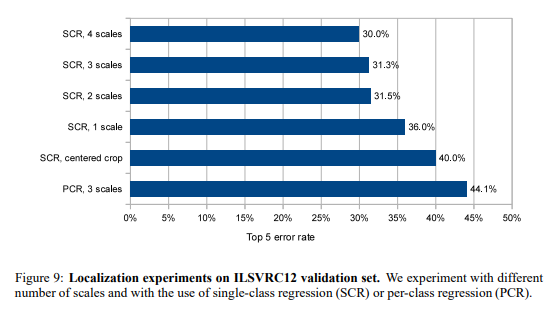 SCR, 4 scales
30.0%
SCR, 3 scales
31.3%
SCR, 2 scales
31.5%
SCR, 1 scale
36.0%
SCR, centered crop
40.0%
PCR, 3 scales
44.1%
0% 5% 10% 15% 20% 25% 30% 35% 40% 45% 50%
Top 5 error rate
Figure 9: Localization experiments on ILSVRC12 validation set. We experiment with different
number of scales and with the use of single-class regression (SCR) or per-class regression (PCR).